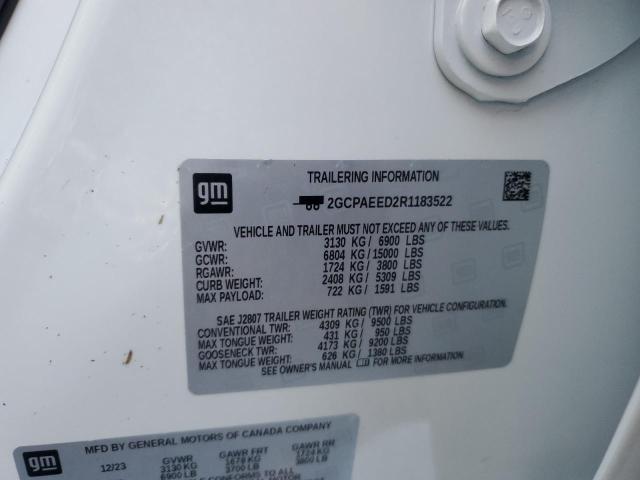 gm
TRAILERING INFORMATION
2GCPAEED2R1183522
VEHICLE AND TRAILER MUST NOT EXCEED ANY OF THESE VALUES.
GVWR: 3130 KG / 6900 LBS
GCWR: 6804 KG / 15000 LBS
RGAWR: 1724 KG / 3800 LBS
CURB WEIGHT: 2408 KG / 5309 LBS
MAX PAYLOAD: 722 KG / 1591 LBS
SAE J2807 TRAILER WEIGHT RATING (TWR) FOR VEHICLE CONFIGURATION.
CONVENTIONAL TWR: 4309 KG / 9500 LBS
MAX TONGUE WEIGHT: 431 KG / 950 LBS
GOOSENECK TWR: 4173 KG / 9200 LBS
MAX TONGUE WEIGHT: 626 KG / 1380 LBS
SEE OWNER'S MANUAL FOR MORE INFORMATION.
gm
MFD BY GENERAL MOTORS OF CANADA COMPANY
12/23 GVWR GAWR FRT GAWR RR
3130 KG 1678 KG 1724 KG
6900 LB 3700 LB 3800 LB
CONFORMS TO ALL